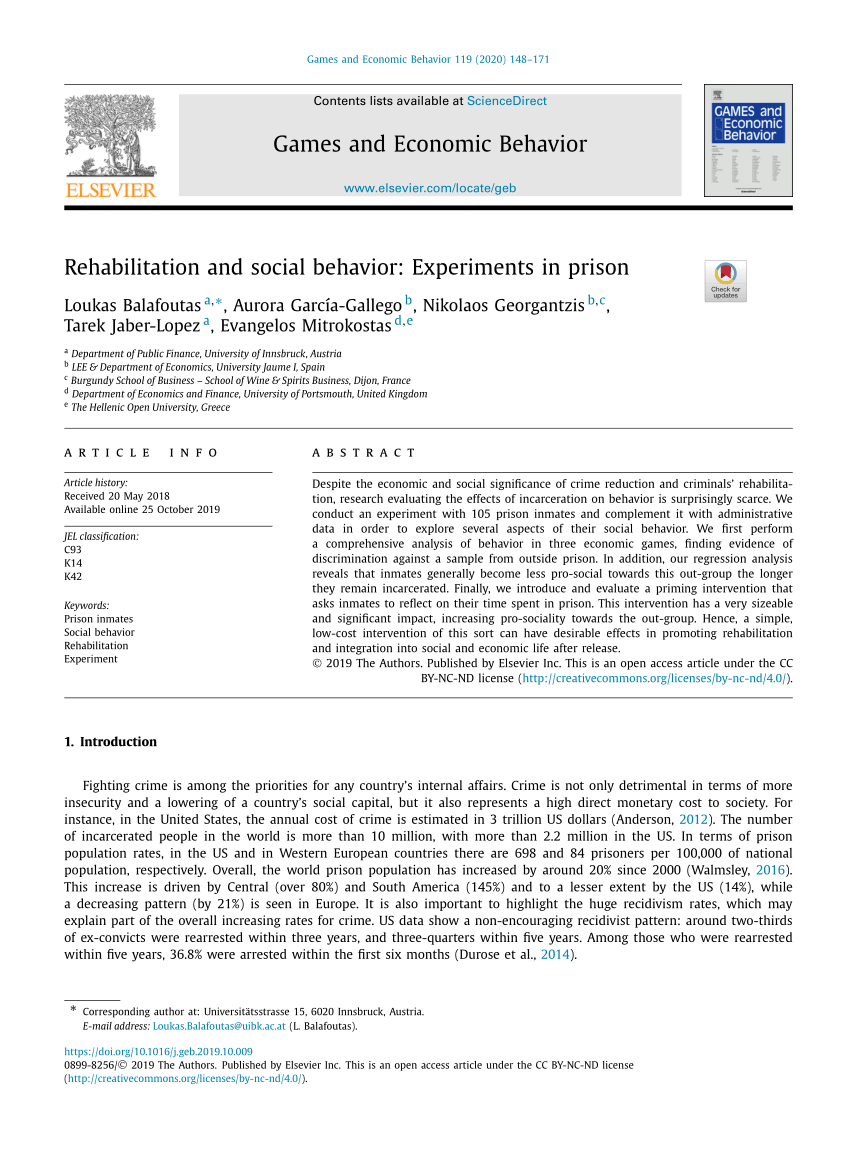 Games and Economic Behavior 119 (2020) 148–171
Contents lists available at ScienceDirect
Games and Economic Behavior
www.elsevier.com/locate/geb
ELSEVIER
GAMES and
Economic
Behavior
Rehabilitation and social behavior: Experiments in prison
Check for
updates
Loukas Balafoutas a,∗, Aurora García-Gallego b, Nikolaos Georgantzis b,c,
Tarek Jaber-Lopez a, Evangelos Mitrokostas d,e
a Department of Public Finance, University of Innsbruck, Austria
b LEE & Department of Economics, University Jaume I, Spain
c Burgundy School of Business – School of Wine & Spirits Business, Dijon, France
d Department of Economics and Finance, University of Portsmouth, United Kingdom
e The Hellenic Open University, Greece
ARTICLE INFO
Article history:
Received 20 May 2018
Available online 25 October 2019
JEL classification:
C93
K14
K42
Keywords:
Prison inmates
Social behavior
Rehabilitation
Experiment
ABSTRACT
Despite the economic and social significance of crime reduction and criminals' rehabilita-
tion, research evaluating the effects of incarceration on behavior is surprisingly scarce. We
conduct an experiment with 105 prison inmates and complement it with administrative
data in order to explore several aspects of their social behavior. We first perform
a comprehensive analysis of behavior in three economic games, finding evidence of
discrimination against a sample from outside prison. In addition, our regression analysis
reveals that inmates generally become less pro-social towards this out-group the longer
they remain incarcerated. Finally, we introduce and evaluate a priming intervention that
asks inmates to reflect on their time spent in prison. This intervention has a very sizeable
and significant impact, increasing pro-sociality towards the out-group. Hence, a simple,
low-cost intervention of this sort can have desirable effects in promoting rehabilitation
and integration into social and economic life after release.
© 2019 The Authors. Published by Elsevier Inc. This is an open access article under the CC
BY-NC-ND license (http://creativecommons.org/licenses/by-nc-nd/4.0/).
1. Introduction
Fighting crime is among the priorities for any country's internal affairs. Crime is not only detrimental in terms of more
insecurity and a lowering of a country's social capital, but it also represents a high direct monetary cost to society. For
instance, in the United States, the annual cost of crime is estimated in 3 trillion US dollars (Anderson, 2012). The number
of incarcerated people in the world is more than 10 million, with more than 2.2 million in the US. In terms of prison
population rates, in the US and in Western European countries there are 698 and 84 prisoners per 100,000 of national
population, respectively. Overall, the world prison population has increased by around 20% since 2000 (Walmsley, 2016).
This increase is driven by Central (over 80%) and South America (145%) and to a lesser extent by the US (14%), while
a decreasing pattern (by 21%) is seen in Europe. It is also important to highlight the huge recidivism rates, which may
explain part of the overall increasing rates for crime. US data show a non-encouraging recidivist pattern: around two-thirds
of ex-convicts were rearrested within three years, and three-quarters within five years. Among those who were rearrested
within five years, 36.8% were arrested within the first six months (Durose et al., 2014).
∗ Corresponding author at: Universitätsstrasse 15, 6020 Innsbruck, Austria.
E-mail address: Loukas.Balafoutas@uibk.ac.at (L. Balafoutas).
https://doi.org/10.1016/j.geb.2019.10.009
0899-8256/© 2019 The Authors. Published by Elsevier Inc. This is an open access article under the CC BY-NC-ND license
(http://creativecommons.org/licenses/by-nc-nd/4.0/).